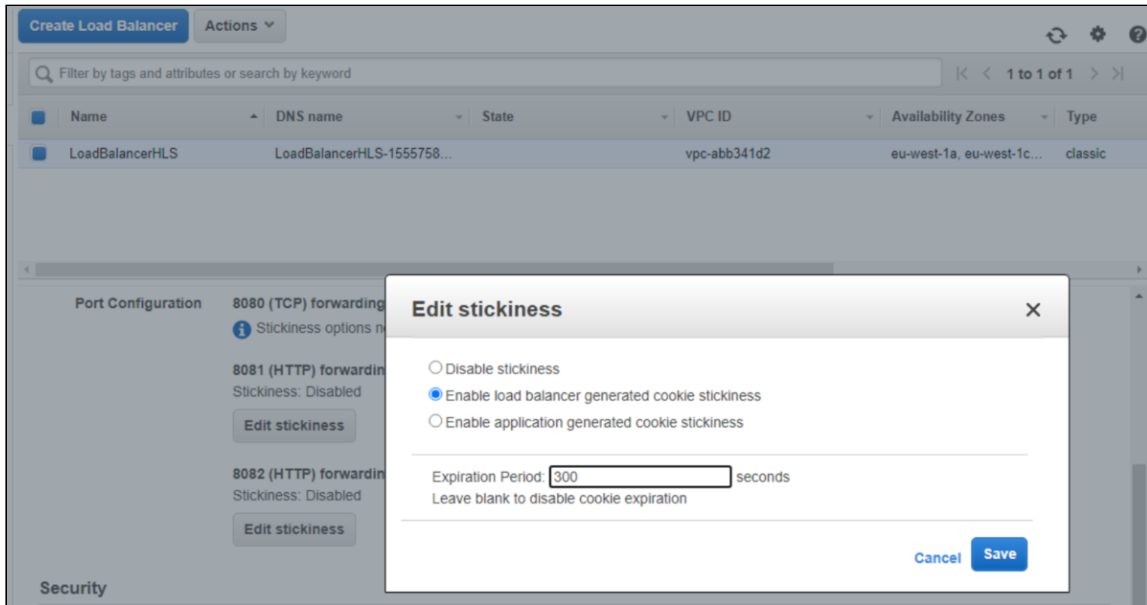 Create Load Balancer Actions
Filter by tags and attributes or search by keyword 1 to 1 of 1
Name DNS name State VPC ID Availability Zones Type
LoadBalancerHLS LoadBalancerHLS-1555758... vpc-abb341d2 eu-west-1a, eu-west-1c... classic
Port Configuration 8080 (TCP) forwarding
Stickiness options
8081 (HTTP)
Stickiness: Disabled
Edit stickiness
8082 (HTTP)
Stickiness: Disabled
Edit stickiness
Security
Edit stickiness
Disable stickiness
Enable load balancer generated cookie stickiness
Enable application generated cookie stickiness
Expiration Period: 300 seconds
Leave blank to disable cookie expiration
Cancel Save